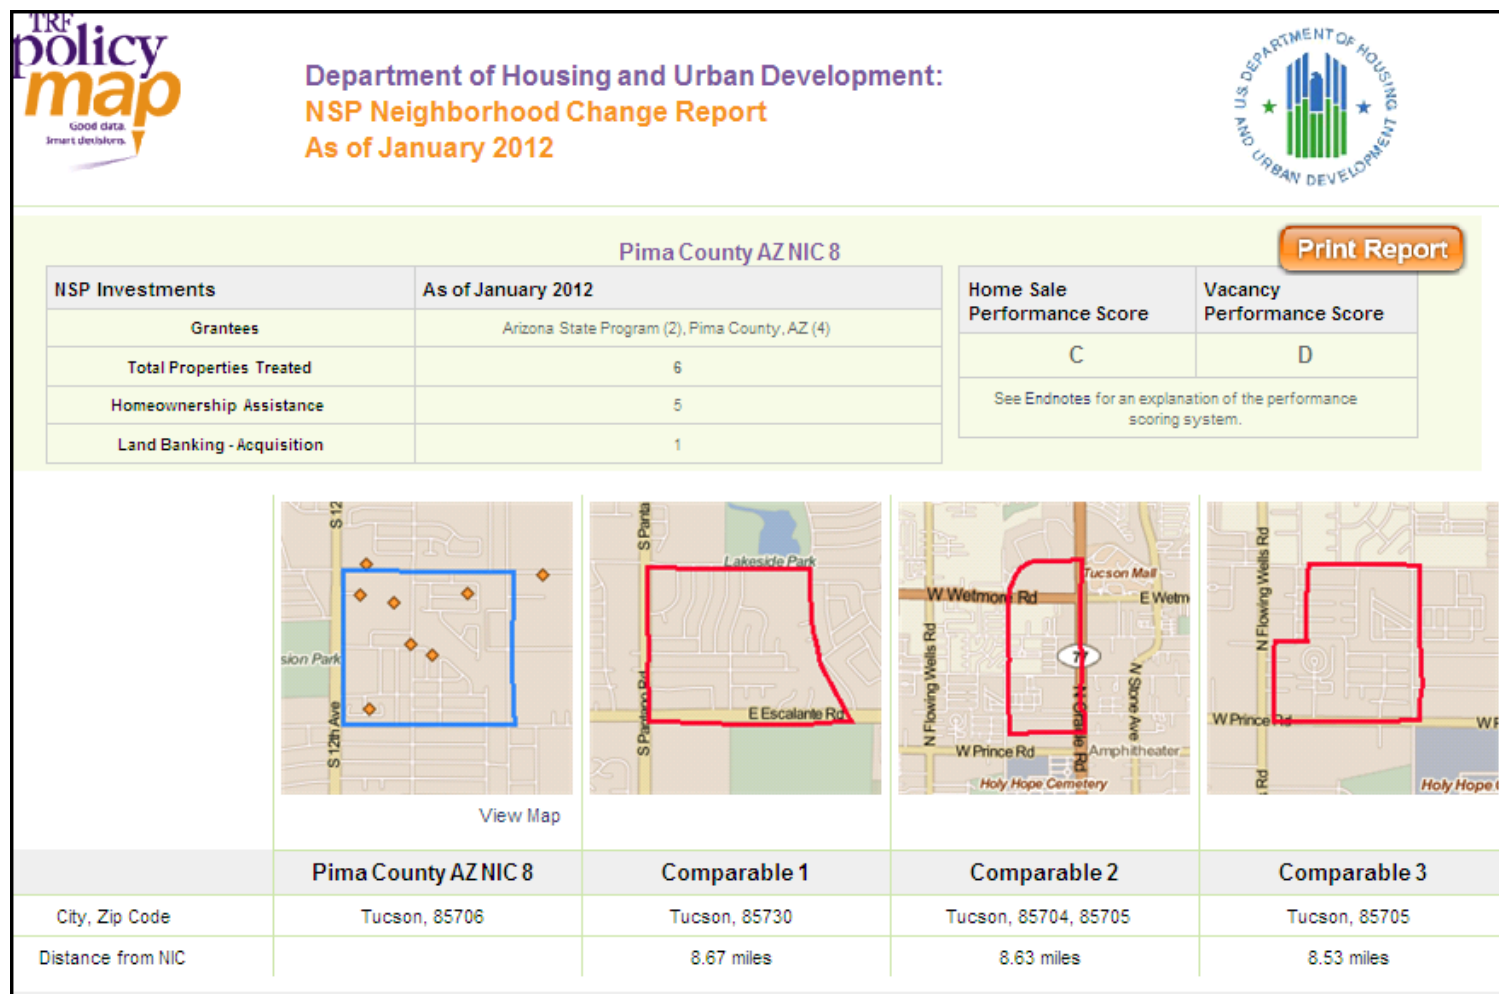 TRF
policy
map
Good data.
Smart decisions.
Department of Housing and Urban Development:
NSP Neighborhood Change Report
As of January 2012
U.S. DEPARTMENT OF HOUSING AND URBAN DEVELOPMENT
Print Report
Pima County AZ NIC 8
NSP Investments As of January 2012
Grantees Arizona State Program (2), Pima County, AZ (4)
Total Properties Treated 6
Homeownership Assistance 5
Land Banking - Acquisition 1
Home Sale Vacancy
Performance Score Performance Score
C D
See Endnotes for an explanation of the performance
scoring system.
S 12
sion Park
S 12th Ave
S Panta
Lakeside Park
S Pantano Rd
E Escalante Rd
Tucson Mall
W Wetmore Rd
E Wetm
N Flowing Wells Rd
77
N Stone Ave
N Oracle Rd
W Prince Rd
Amphitheater
Holy Hope Cemetery
N Flowing Wells Rd
W Prince Rd
W P
Rd
Holy Hope
View Map
Pima County AZ NIC 8 Comparable 1 Comparable 2 Comparable 3
City, Zip Code Tucson, 85706 Tucson, 85730 Tucson, 85704, 85705 Tucson, 85705
Distance from NIC 8.67 miles 8.63 miles 8.53 miles